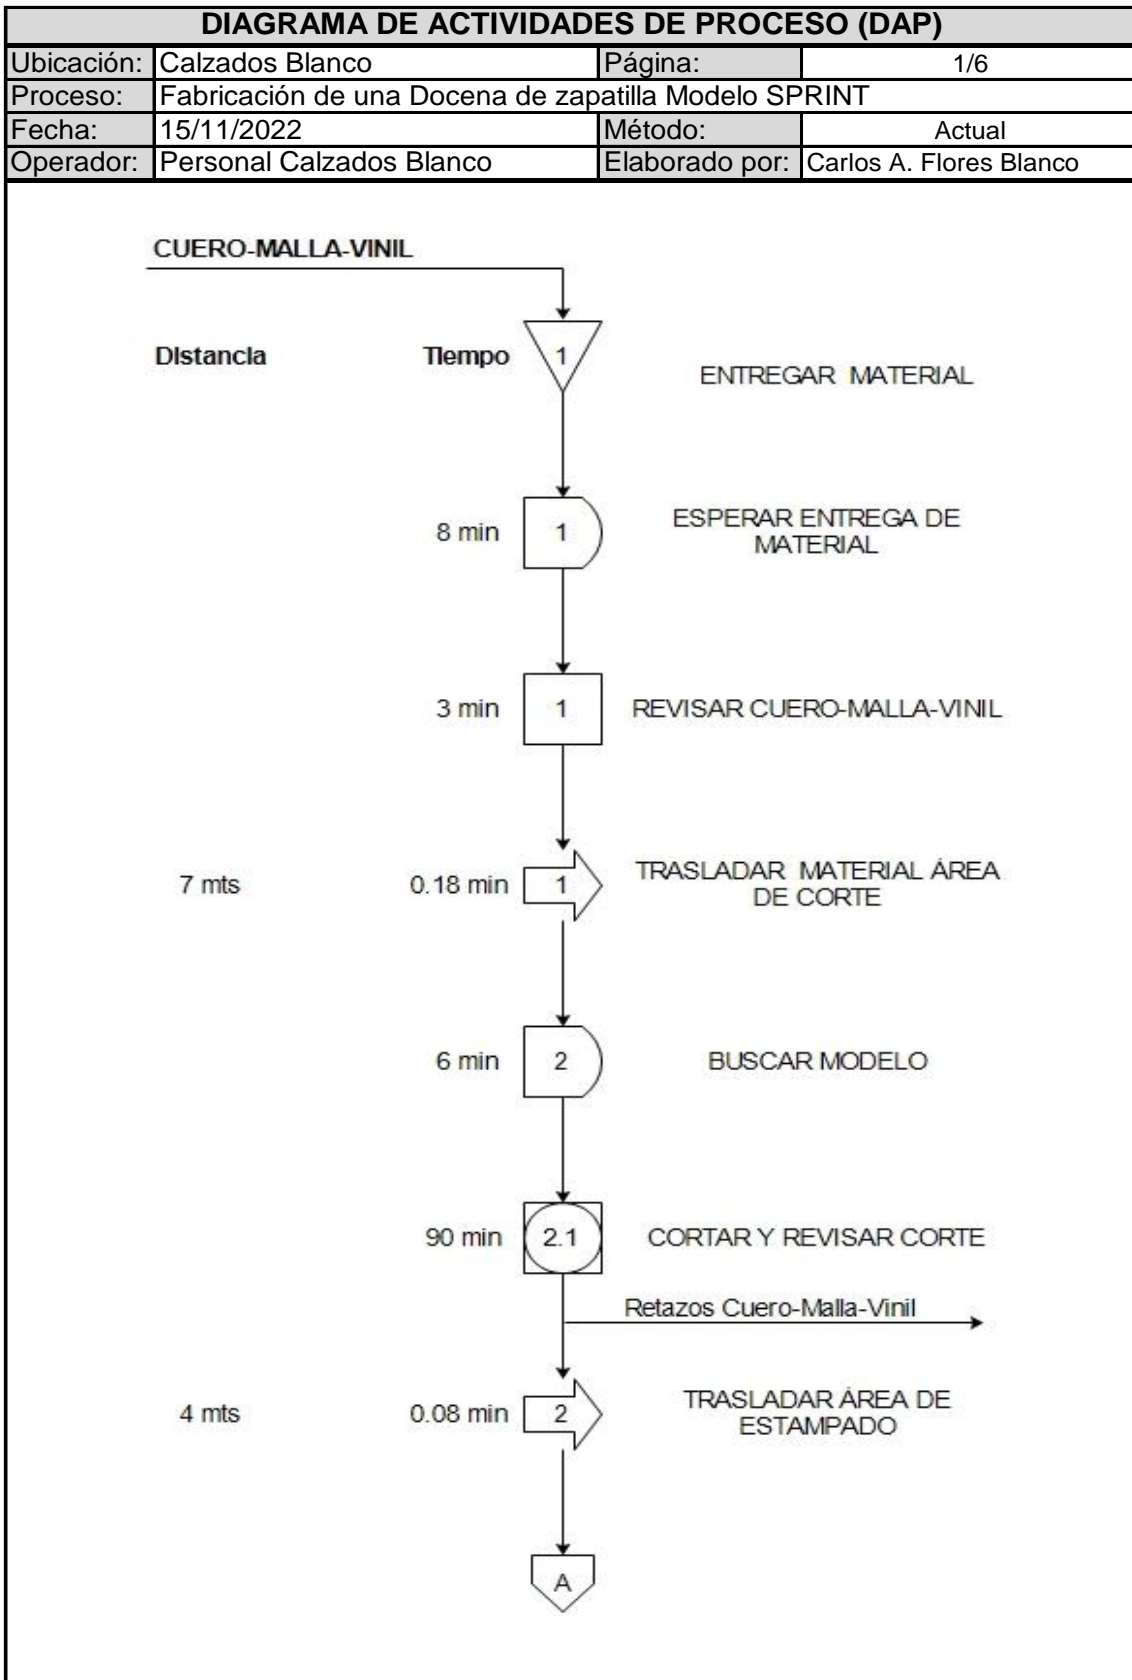 DIAGRAMA DE ACTIVIDADES DE PROCESO (DAP)
Ubicación: Calzados Blanco Página: 1/6
Proceso: Fabricación de una Docena de zapatilla Modelo SPRINT
Fecha: 15/11/2022 Método: Actual
Operador: Personal Calzados Blanco Elaborado por: Carlos A. Flores Blanco
CUERO-MALLA-VINIL
Distancia Tiempo 1
ENTREGAR MATERIAL
8 min 1 ESPERAR ENTREGA DE
MATERIAL
3 min 1 REVISAR CUERO-MALLA-VINIL
7 mts 0.18 min 1 TRASLADAR MATERIAL ÁREA
DE CORTE
6 min 2 BUSCAR MODELO
90 min 2.1 CORTAR Y REVISAR CORTE
Retazos Cuero-Malla-Vinil
4 mts 0.08 min 2 TRASLADAR ÁREA DE
ESTAMPADO
A